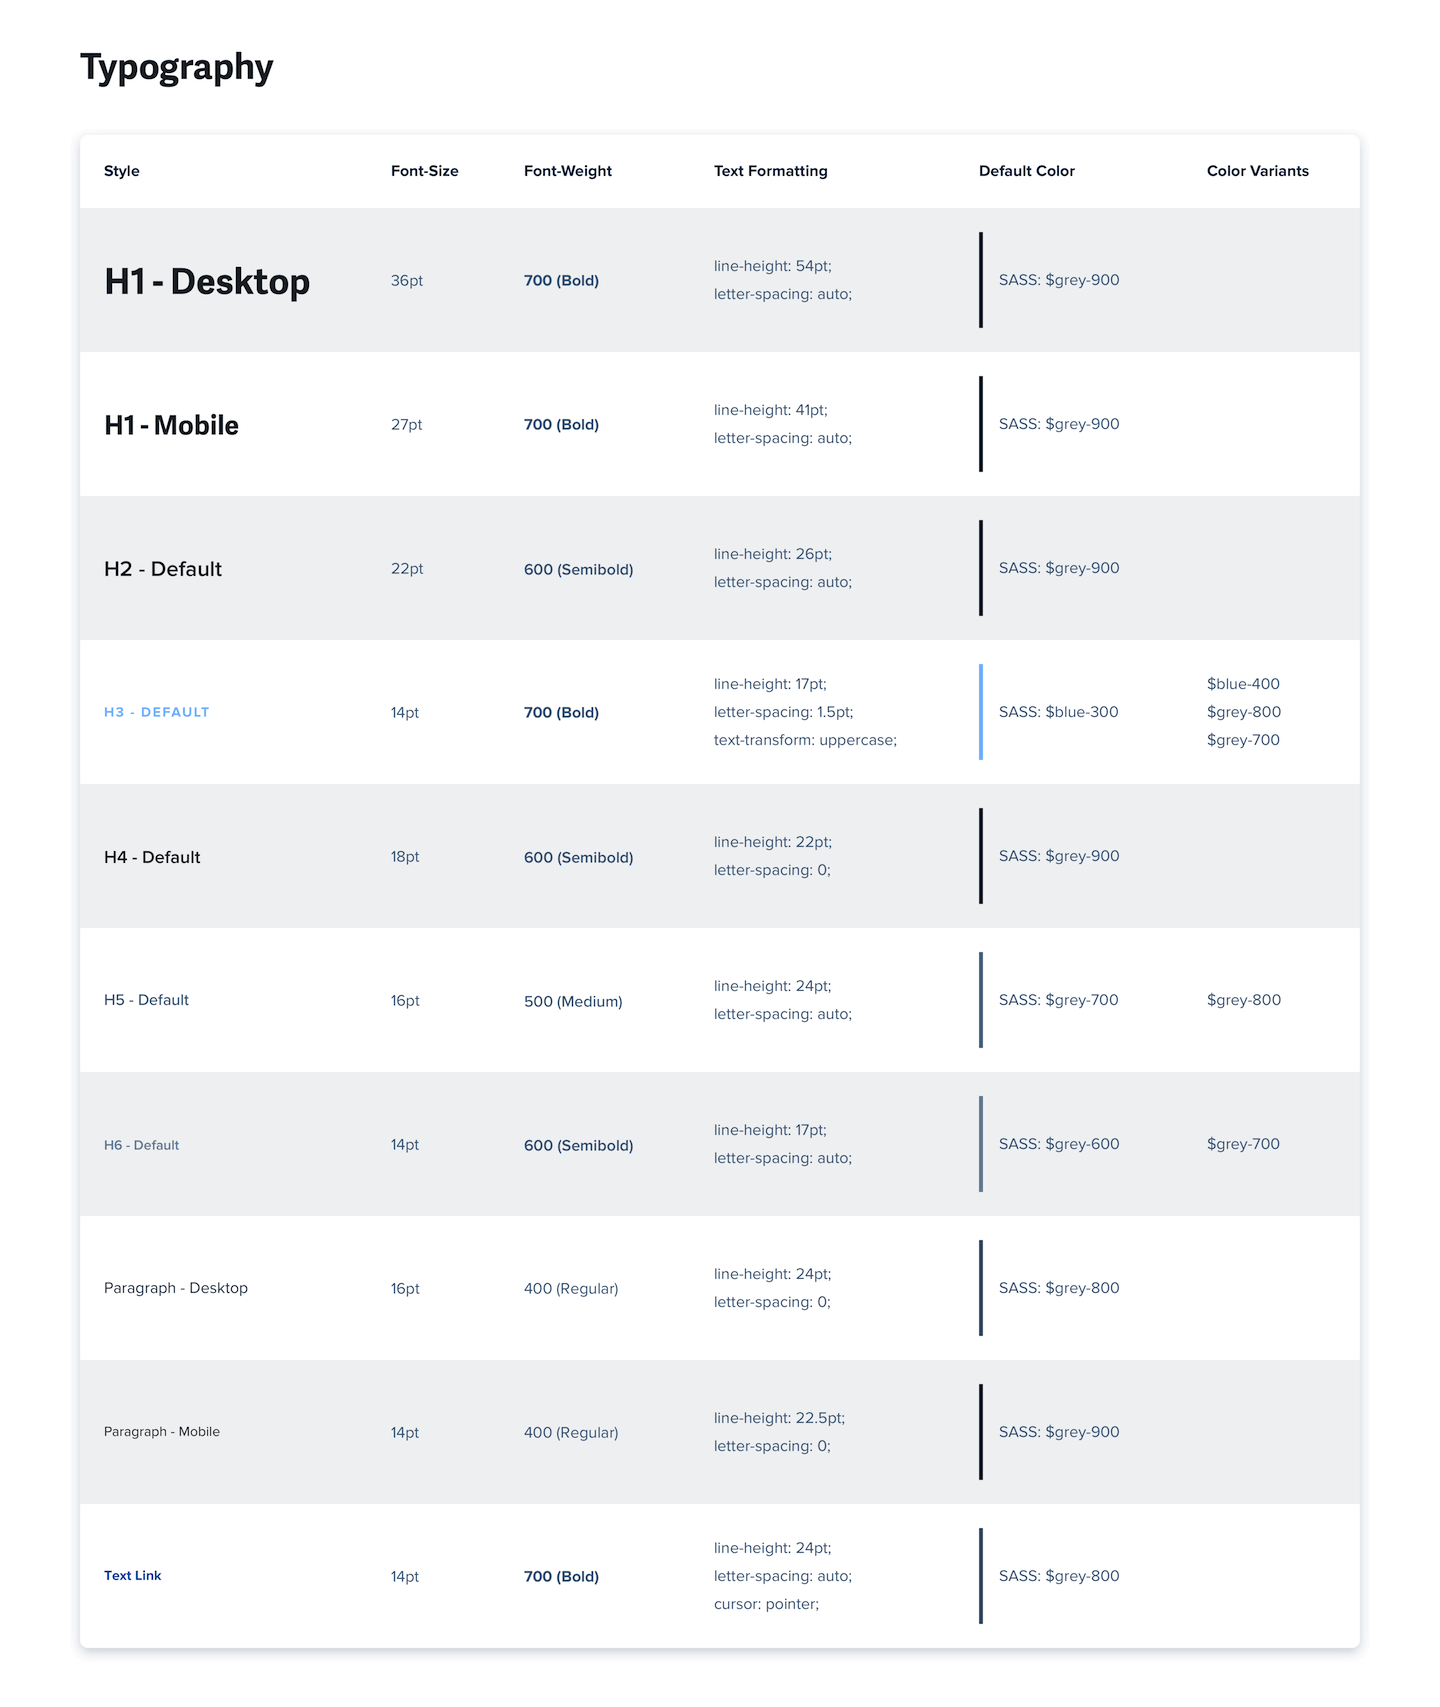 Typography
Style Font-Size Font-Weight Text Formatting Default Color Color Variants
H1 - Desktop 36pt 700 (Bold) line-height: 54pt; SASS: $grey-900
letter-spacing: auto;
H1 - Mobile 27pt 700 (Bold) line-height: 41pt; SASS: $grey-900
letter-spacing: auto;
H2 - Default 22pt 600 (Semibold) line-height: 26pt; SASS: $grey-900
letter-spacing: auto;
line-height: 17pt; $blue-400
H3 - DEFAULT 14pt 700 (Bold) letter-spacing: 1.5pt; SASS: $blue-300 $grey-800
text-transform: uppercase; $grey-700
H4 - Default 18pt 600 (Semibold) line-height: 22pt; SASS: $grey-900
letter-spacing: 0;
H5 - Default 16pt 500 (Medium) line-height: 24pt; SASS: $grey-700 $grey-800
letter-spacing: auto;
H6 - Default 14pt 600 (Semibold) line-height: 17pt; SASS: $grey-600 $grey-700
letter-spacing: auto;
Paragraph - Desktop 16pt 400 (Regular) line-height: 24pt; SASS: $grey-800
letter-spacing: 0;
Paragraph - Mobile 14pt 400 (Regular) line-height: 22.5pt; SASS: $grey-900
letter-spacing: 0;
line-height: 24pt;
Text Link 14pt 700 (Bold) letter-spacing: auto; SASS: $grey-800
cursor: pointer;